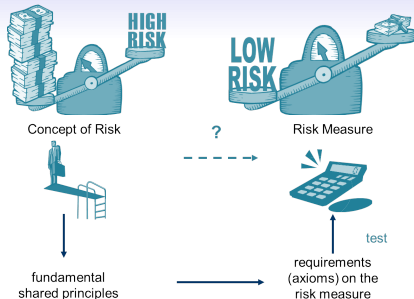 HIGH
RISK
LOW
RISK
Concept of Risk
?
Risk Measure
test
fundamental
shared principles
requirements
(axioms) on the
risk measure